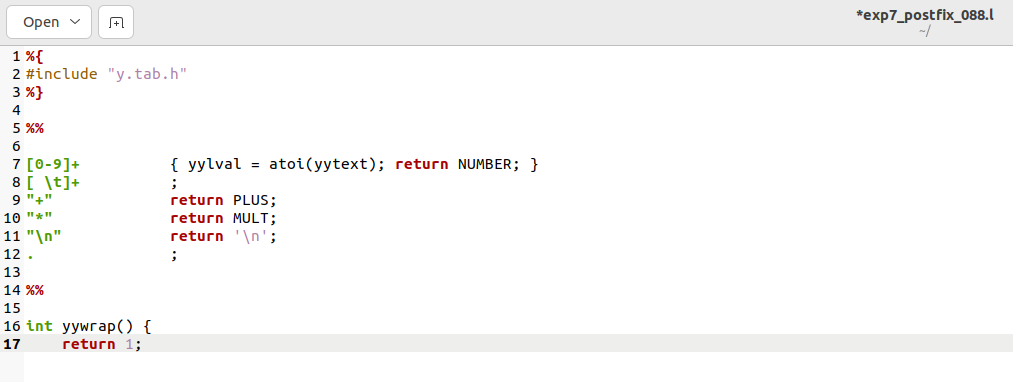 Open
*exp7_postfix_088.l
~/
1 %{
2 #include "y.tab.h"
3 %}
4
5 %%
6
7 [0-9]+          { yylval = atoi(yytext); return NUMBER; }
8 [ \t]+          ;
9 "+"             return PLUS;
10 "*"             return MULT;
11 "\n"            return '\n';
12 .               ;
13
14 %%
15
16 int yywrap() {
17     return 1;